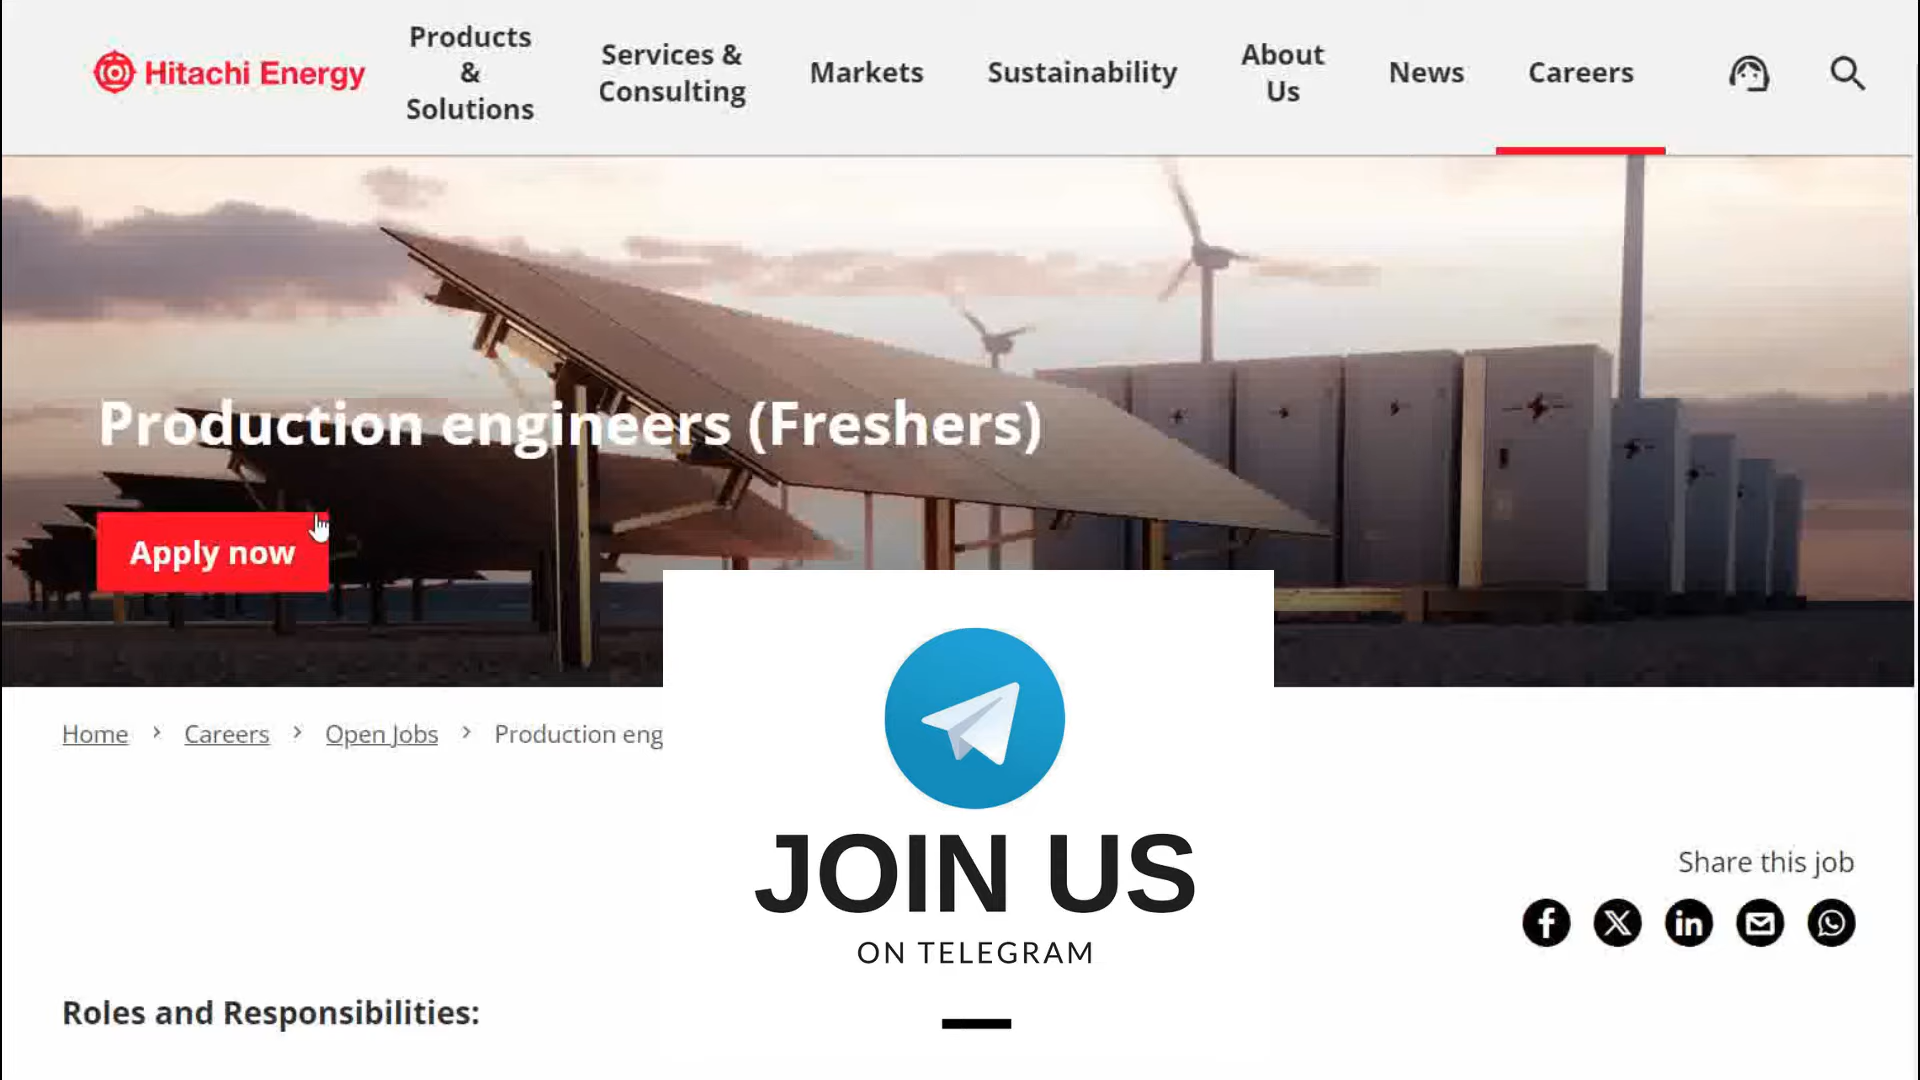 Hitachi Energy
Products
&
Solutions
Services &
Consulting
Markets
Sustainability
About
Us
News
Careers
Production engineers (Freshers)
Apply now
Home > Careers > Open Jobs > Production eng
JOIN US
ON TELEGRAM
Share this job
Roles and Responsibilities: